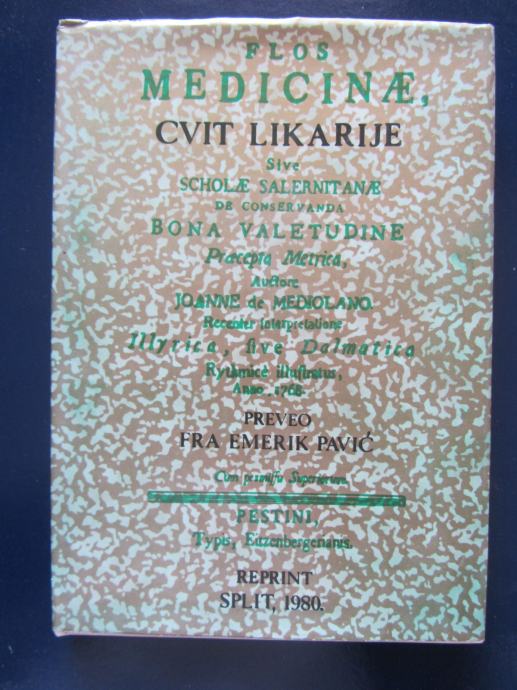 FLOS
MEDICINÆ,
CVIT LIKARIJE
Sive
SCHOLÆ SALERNITANÆ
DE CONSERVANDA
BONA VALETUDINE
Præcepta Metrica,
Auctore
JOANNE de MEDIOLANO.
Recenter Interpretatione
Illyrica, ſive Dalmatica
Rythmicè illuſtratus,
Anno. 1768.
PREVEO
FRA EMERIK PAVIĆ
Cum permiſſu Superiorum.
PESTINI,
Typis, Eitzenbergerianis.
REPRINT
SPLIT, 1980.